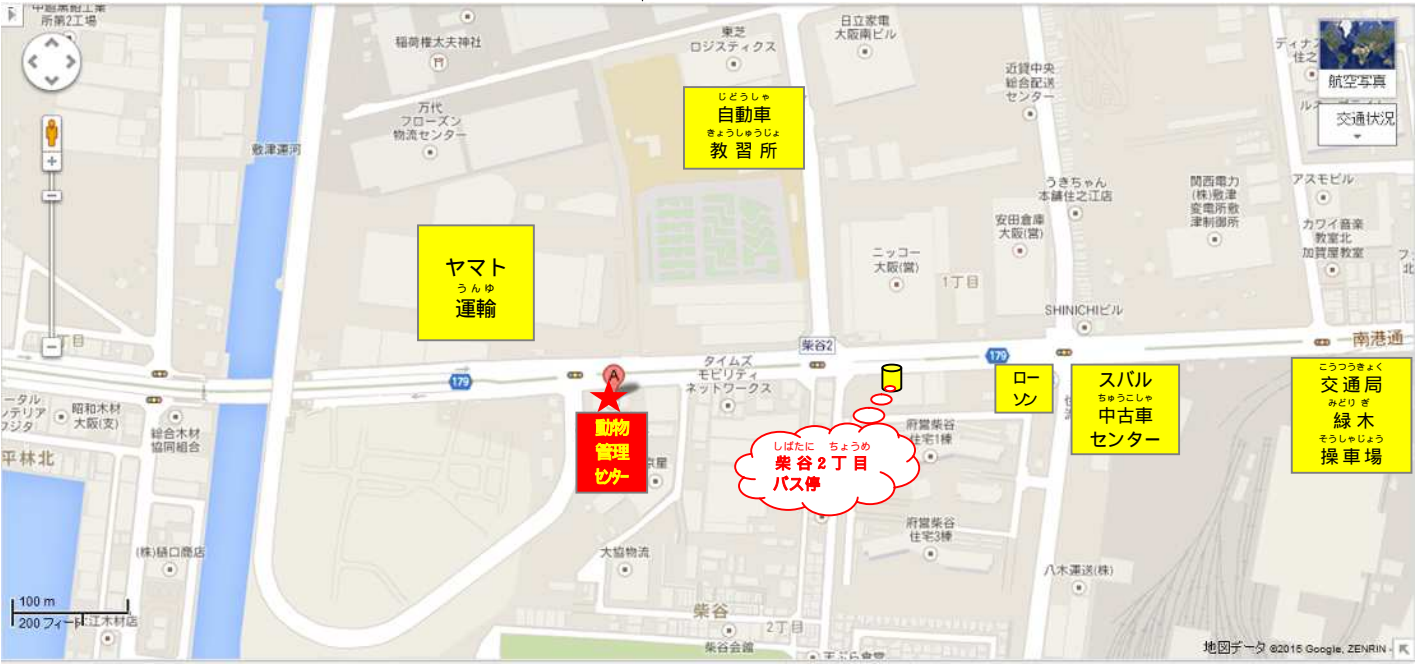 所第2工場
稲荷権太夫神社
東芝
ロジスティクス
日立家電
大阪南ビル
近貨中央
総合配送
センター
航空写真
交通状況
万代
フローズン
物流センター
敷津運河
じどうしゃ
自動車
きょうしゅうじょ
教習所
うきちゃん
本舗住之江店
関西電力
(株)敷津
変電所敷
津制御所
アスモビル
カワイ音楽
教室北
加賀屋教室
安田倉庫
大阪(営)
ニッコー
大阪(営)
1丁目
ヤマト
うんゆ
運輸
SHINICHIビル
柴谷2
南港通
179
179
タイムズ
モビリティ
ネットワークス
A
丁目
ロー
ソン
スバル
ちゅうこしゃ
中古車
センター
こうつうきょく
交通局
みどり ぎ
緑木
そうしゃじょう
操車場
昭和木材
大阪(支)
総合木材
協同組合
平林北
動物
管理
センター
京屋
しばたに ちょうめ
柴谷2丁目
バス停
府営柴谷
住宅1棟
府営柴谷
住宅3棟
(株)樋口商店
大協物流
八木運送(株)
100 m
200 フィート
江木材店
柴谷
2丁目
柴谷会館
天ぷら食堂
地図データ ©2015 Google, ZENRIN